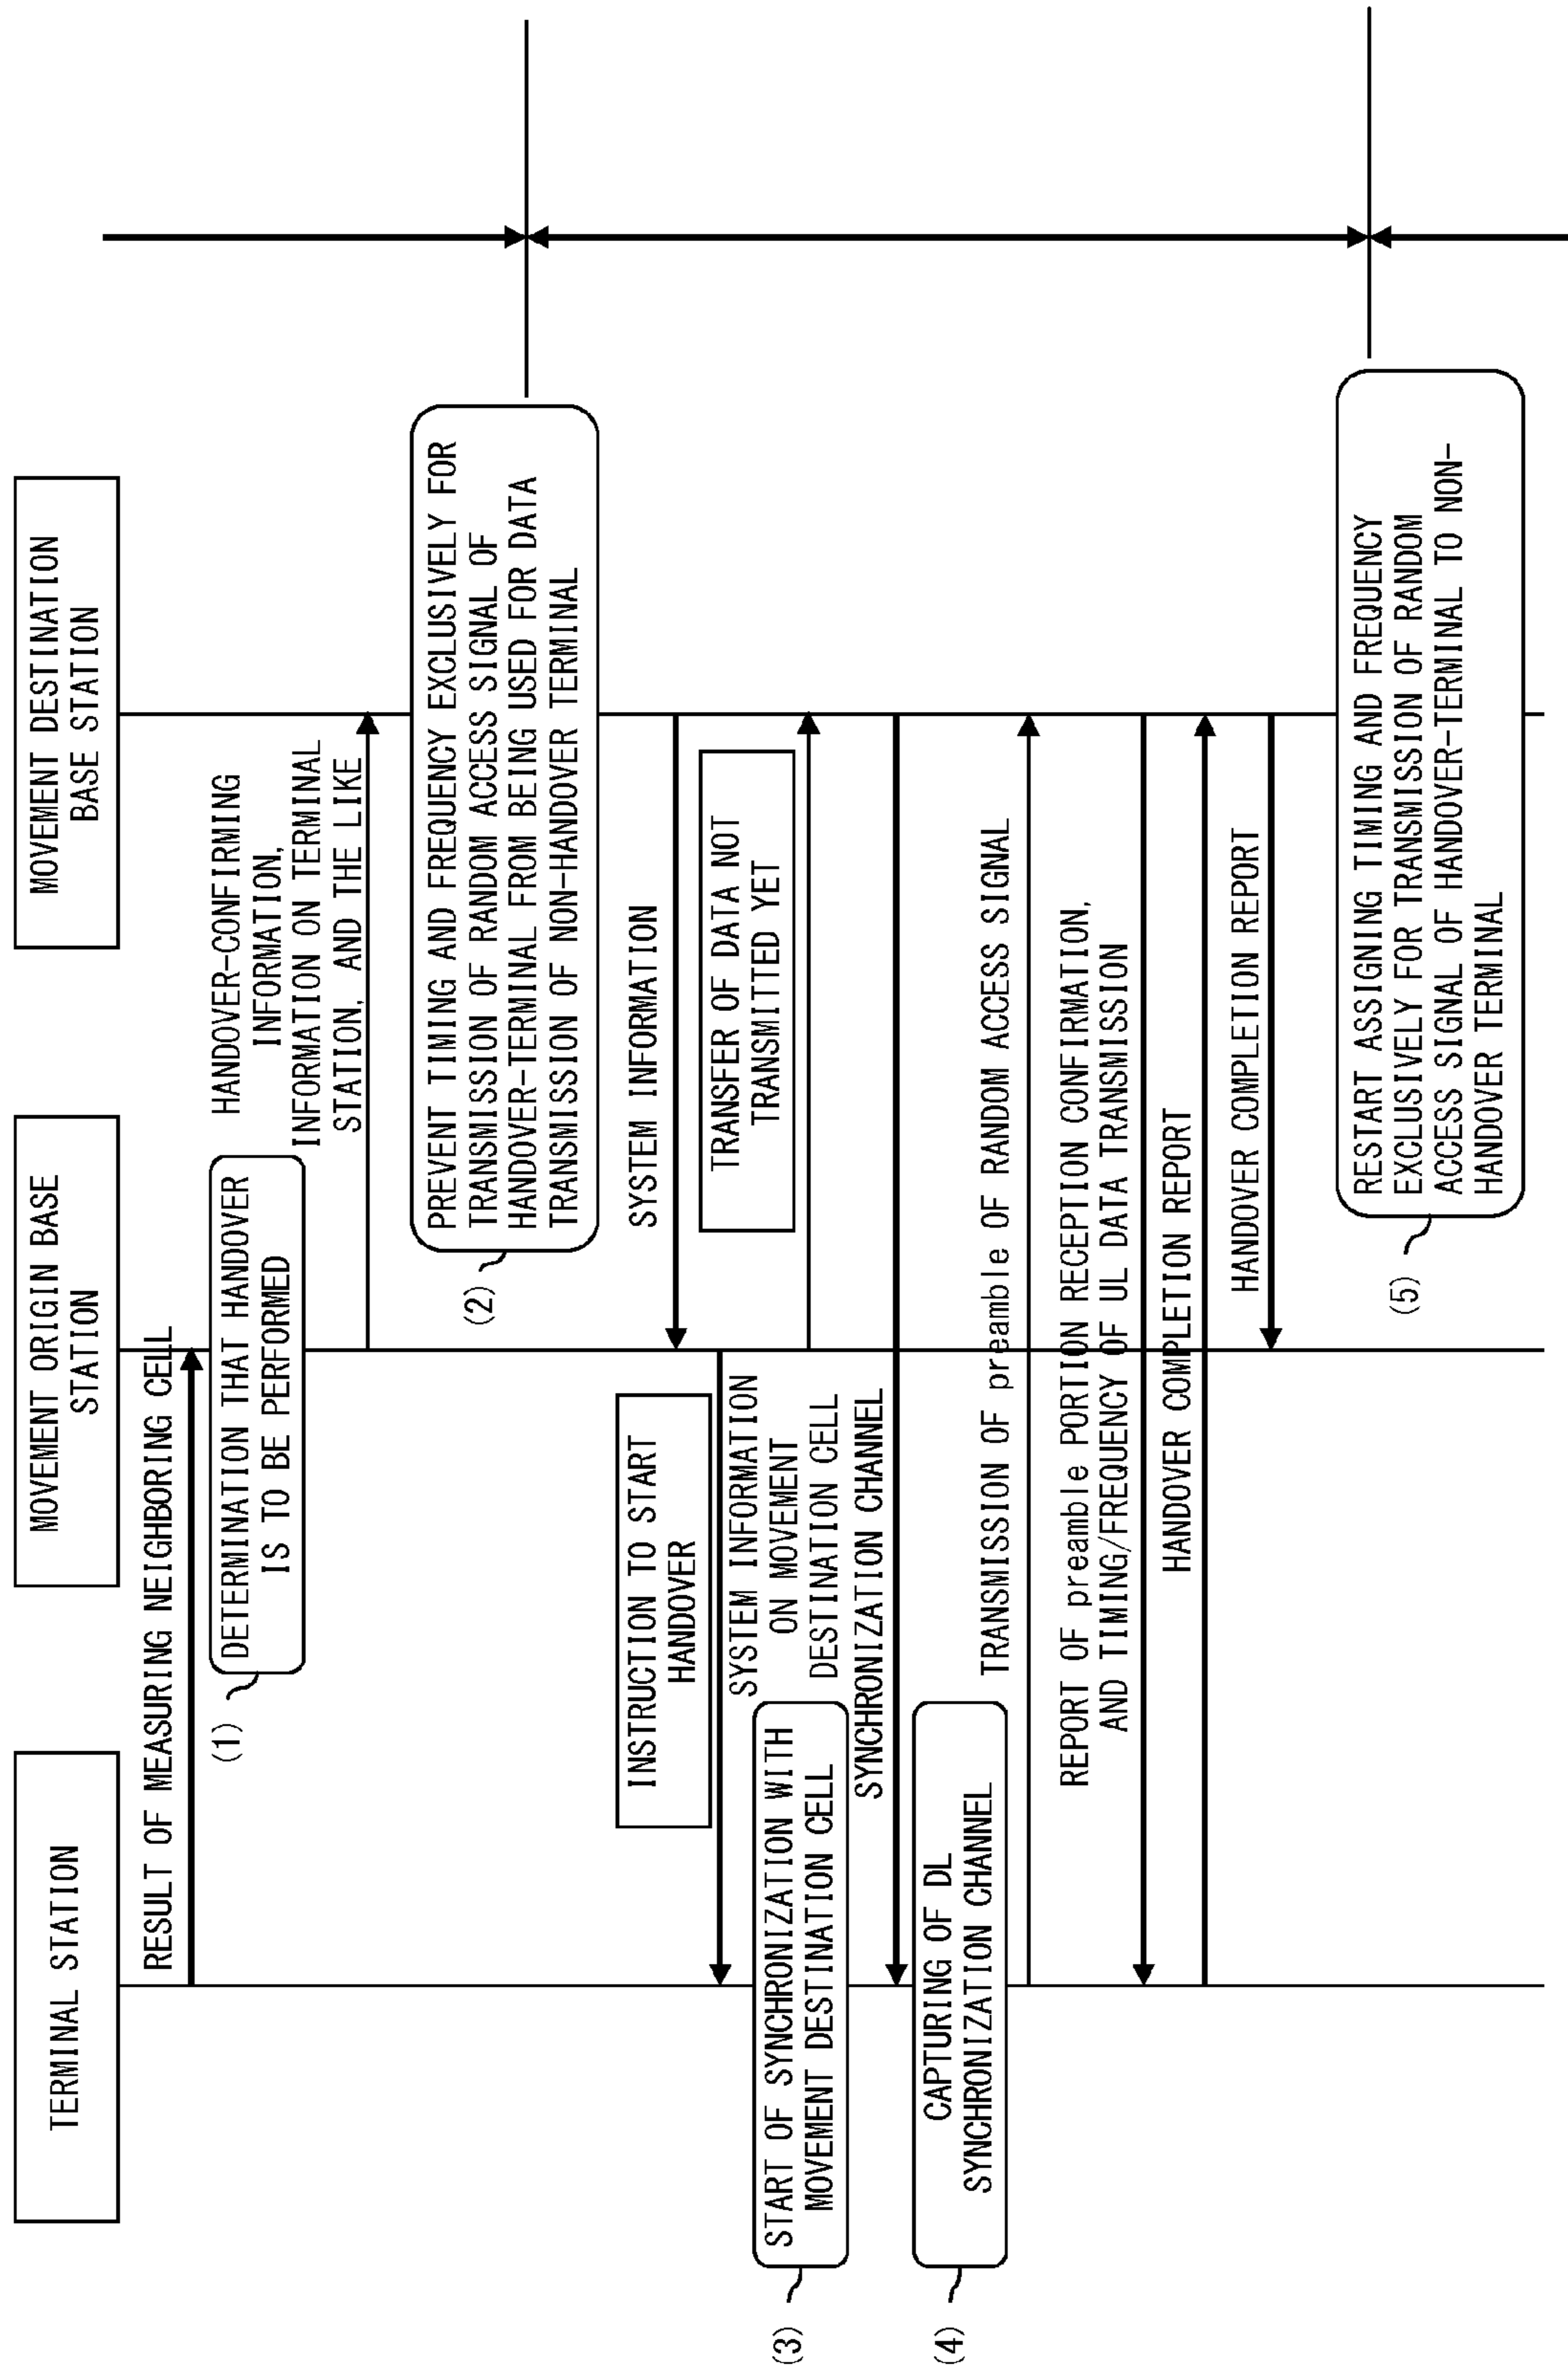 TERMINAL STATION
MOVEMENT ORIGIN BASE
STATION
MOVEMENT DESTINATION
BASE STATION
RESULT OF MEASURING NEIGHBORING CELL
(1)
DETERMINATION THAT HANDOVER
IS TO BE PERFORMED
HANDOVER-CONFIRMING
INFORMATION,
INFORMATION ON TERMINAL
STATION, AND THE LIKE
(2)
PREVENT TIMING AND FREQUENCY EXCLUSIVELY FOR
TRANSMISSION OF RANDOM ACCESS SIGNAL OF
HANDOVER-TERMINAL FROM BEING USED FOR DATA
TRANSMISSION OF NON-HANDOVER TERMINAL
SYSTEM INFORMATION
INSTRUCTION TO START
HANDOVER
TRANSFER OF DATA NOT
TRANSMITTED YET
SYSTEM INFORMATION
ON MOVEMENT
DESTINATION CELL
(3)
START OF SYNCHRONIZATION WITH
MOVEMENT DESTINATION CELL
SYNCHRONIZATION CHANNEL
(4)
CAPTURING OF DL
SYNCHRONIZATION CHANNEL
TRANSMISSION OF preamble OF RANDOM ACCESS SIGNAL
REPORT OF preamble PORTION RECEPTION CONFIRMATION,
AND TIMING/FREQUENCY OF UL DATA TRANSMISSION
HANDOVER COMPLETION REPORT
HANDOVER COMPLETION REPORT
(5)
RESTART ASSIGNING TIMING AND FREQUENCY
EXCLUSIVELY FOR TRANSMISSION OF RANDOM
ACCESS SIGNAL OF HANDOVER-TERMINAL TO NON-
HANDOVER TERMINAL